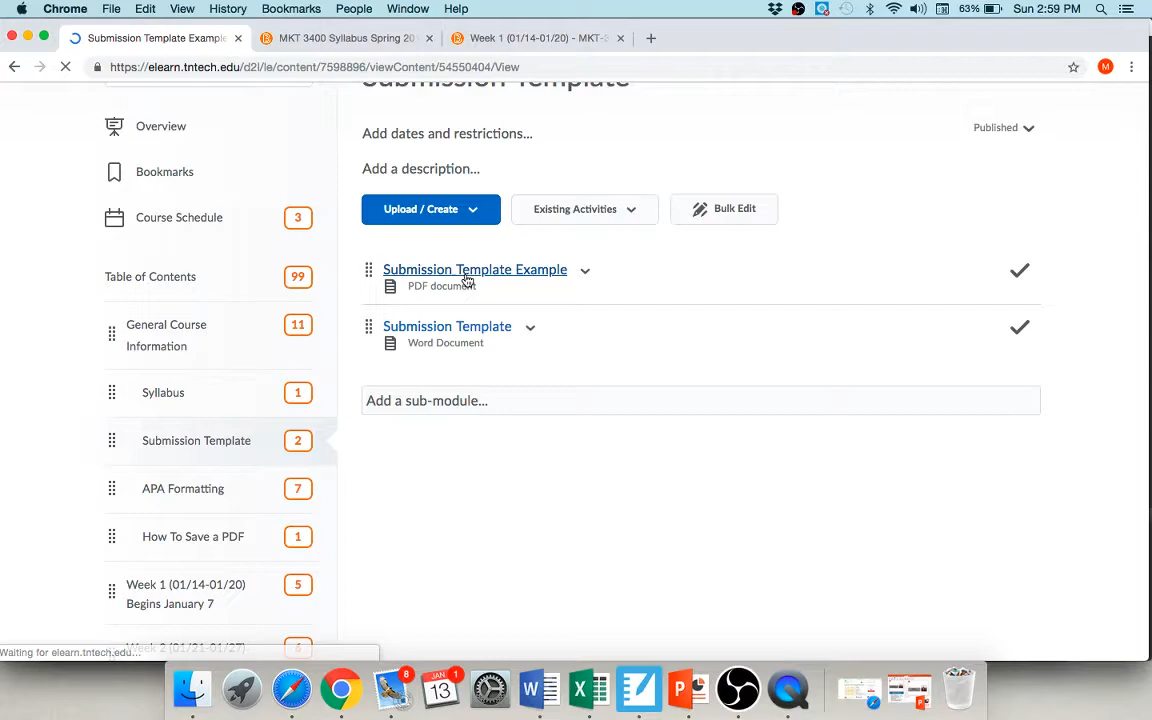 Chrome File Edit View History Bookmarks People Window Help 63% Sun 2:59 PM
Submission Template Example MKT 3400 Syllabus Spring 20 Week 1 (01/14-01/20) - MKT-3
https://elearn.tntech.edu/d2l/le/content/7598896/viewContent/54550404/View M
Submission Template
Overview
Add dates and restrictions...
Published
Bookmarks
Add a description...
Course Schedule 3
Upload / Create Existing Activities Bulk Edit
Table of Contents 99
Submission Template Example
PDF document
General Course Information 11
Submission Template
Word Document
Syllabus 1
Add a sub-module...
Submission Template 2
APA Formatting 7
How To Save a PDF 1
Week 1 (01/14-01/20) 5
Begins January 7
Week 2 (01/21-01/27) 6
Waiting for elearn.tntech.edu...
8 JAN 13 1